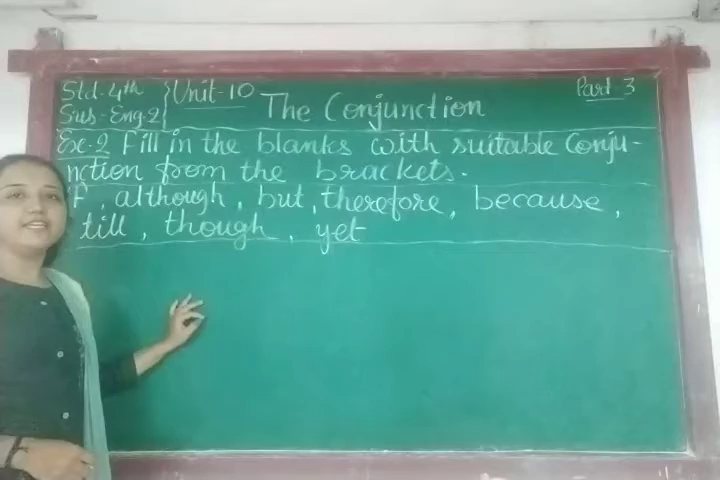 Std. 4th Unit-10 Part 3
Sub-Eng.2 The Conjunction
Ex.2 Fill in the blanks with suitable Conju-
nction from the brackets.
although, but, therefore, because,
till, though, yet